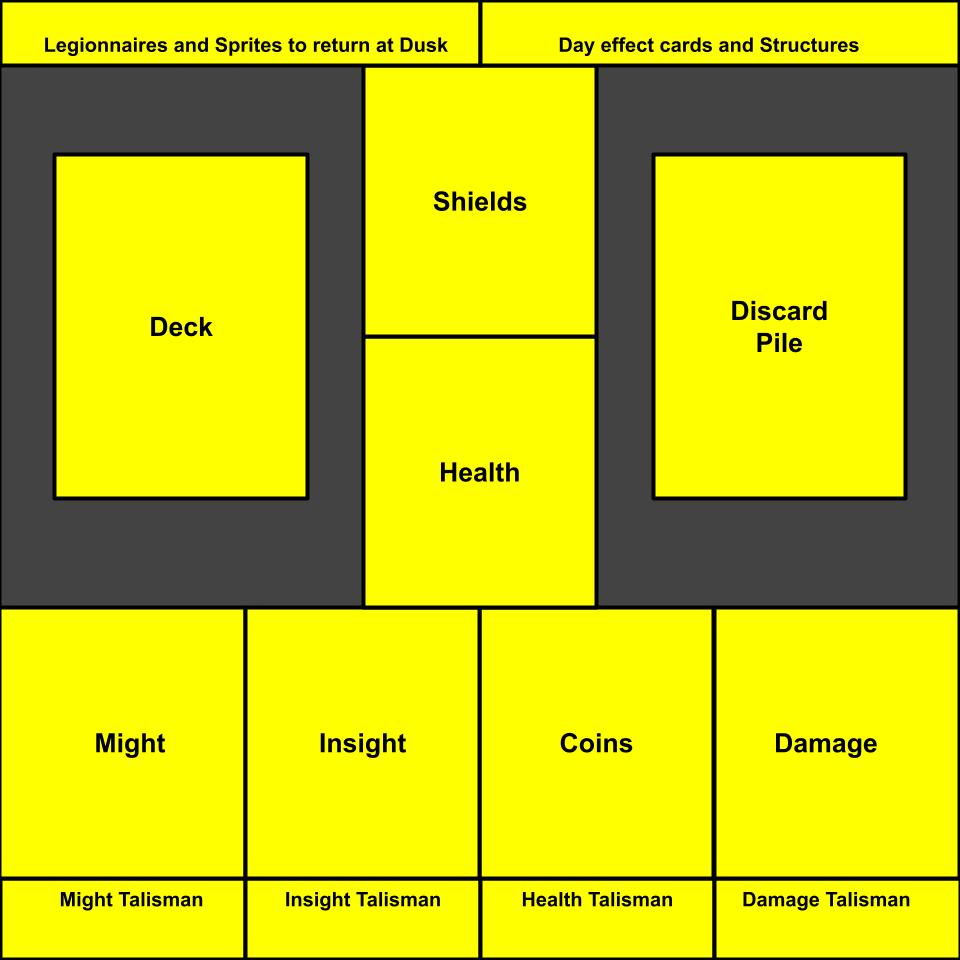 Legionnaires and Sprites to return at Dusk
Day effect cards and Structures
Shields
Deck
Discard
Pile
Health
Might
Insight
Coins
Damage
Might Talisman
Insight Talisman
Health Talisman
Damage Talisman